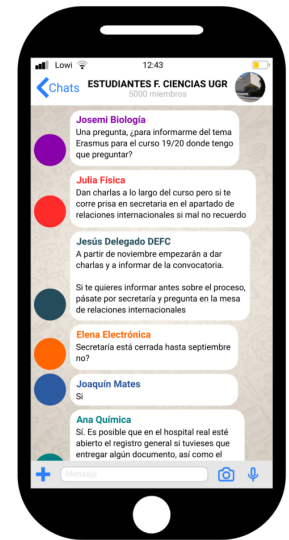 Lowi 12:43
Chats ESTUDIANTES F. CIENCIAS UGR
5000 miembros
Josemi Biología
Una pregunta, ¿para informarme del tema
Erasmus para el curso 19/20 donde tengo
que preguntar?
Julia Física
Dan charlas a lo largo del curso pero si te
corre prisa en secretaria en el apartado de
relaciones internacionales si mal no recuerdo
Jesús Delegado DEFC
A partir de noviembre empezarán a dar
charlas y a informar de la convocatoria.
Si te quieres informar antes sobre el proceso,
pásate por secretaría y pregunta en la mesa
de relaciones internacionales
Elena Electrónica
Secretaría está cerrada hasta septiembre
no?
Joaquín Mates
Si
Ana Química
Sí. Es posible que en el hospital real esté
abierto el registro general si tuvieses que
entregar algún documento, así como el
Mensaje